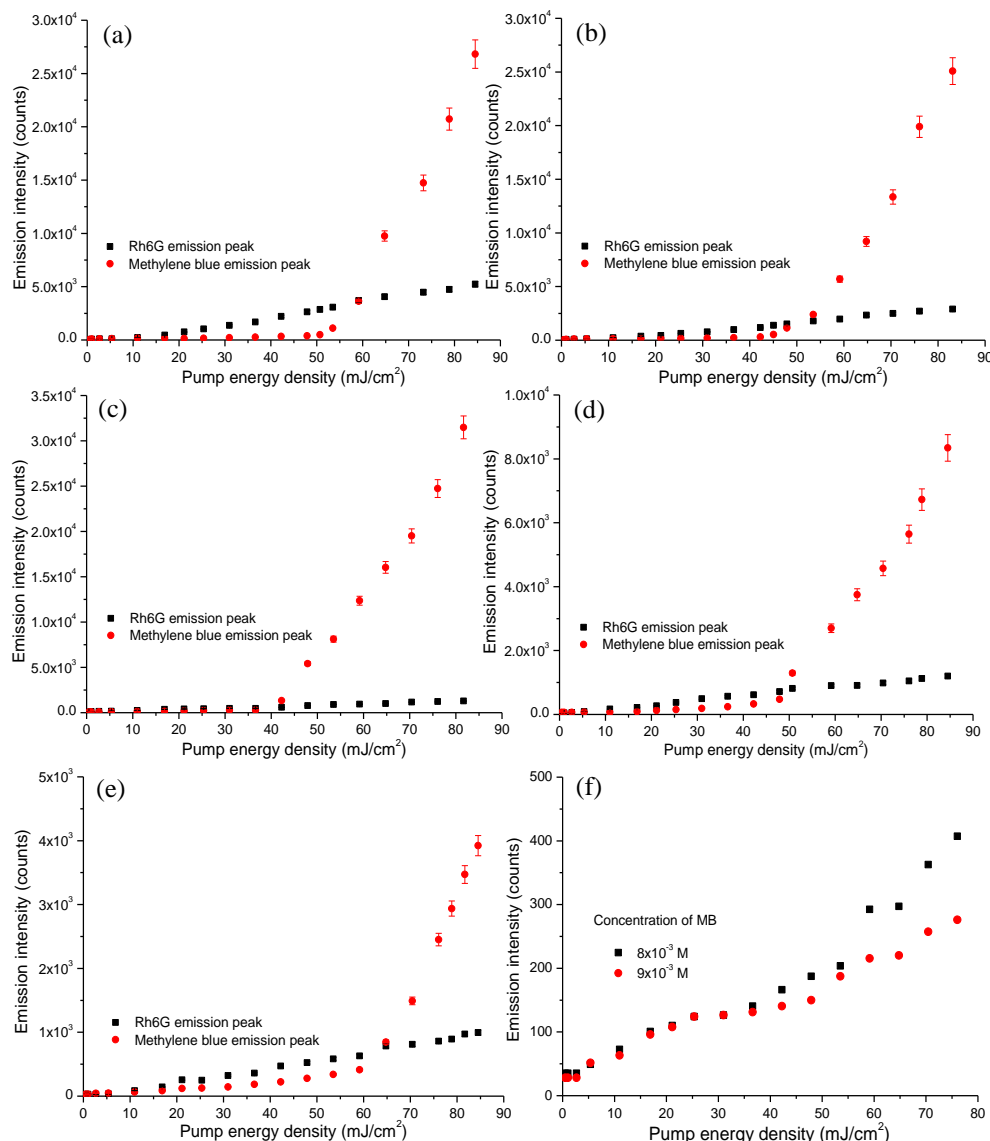 (a)
3.0x10⁴
2.5x10⁴
2.0x10⁴
1.5x10⁴
1.0x10⁴
5.0x10³
0.0
Emission intensity (counts)
Rh6G emission peak
Methylene blue emission peak
0 10 20 30 40 50 60 70 80 90
Pump energy density (mJ/cm²)
(b)
3.0x10⁴
2.5x10⁴
2.0x10⁴
1.5x10⁴
1.0x10⁴
5.0x10³
0.0
Emission intensity (counts)
Rh6G emission peak
Methylene blue emission peak
0 10 20 30 40 50 60 70 80 90
Pump energy density (mJ/cm²)
(c)
3.5x10⁴
3.0x10⁴
2.5x10⁴
2.0x10⁴
1.5x10⁴
1.0x10⁴
5.0x10³
0.0
Emission intensity (counts)
Rh6G emission peak
Methylene blue emission peak
0 10 20 30 40 50 60 70 80 90
Pump energy density (mJ/cm²)
(d)
1.0x10⁴
8.0x10³
6.0x10³
4.0x10³
2.0x10³
0.0
Emission intensity (counts)
Rh6G emission peak
Methylene blue emission peak
0 10 20 30 40 50 60 70 80 90
Pump energy density (mJ/cm²)
(e)
5x10³
4x10³
3x10³
2x10³
1x10³
0
Emission intensity (counts)
Rh6G emission peak
Methylene blue emission peak
0 10 20 30 40 50 60 70 80 90
Pump energy density (mJ/cm²)
(f)
500
400
300
200
100
0
Emission intensity (counts)
Concentration of MB
8x10⁻³ M
9x10⁻³ M
0 10 20 30 40 50 60 70 80
Pump energy density (mJ/cm²)